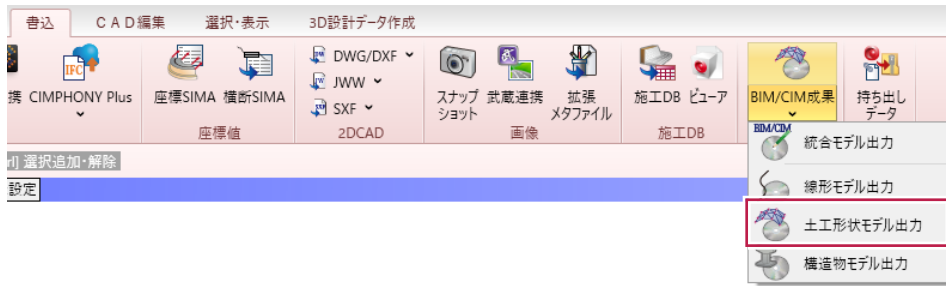 書込 CAD編集 選択・表示 3D設計データ作成
携 CIMPHONY Plus 座標SIMA 横断SIMA DWG/DXF JWW SXF スナップショット 武蔵連携 拡張メタファイル 施工DB ビューア BIM/CIM成果 持ち出しデータ
IFC
座標値 2DCAD 画像 施工DB
rl] 選択追加・解除
設定
BIM/CIM 統合モデル出力
線形モデル出力
土工形状モデル出力
構造物モデル出力